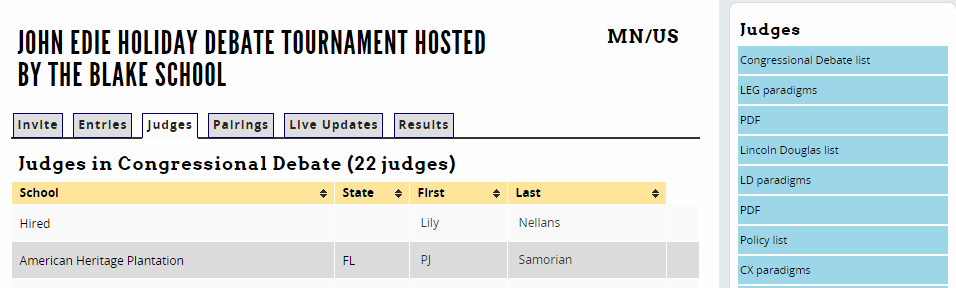 JOHN EDIE HOLIDAY DEBATE TOURNAMENT HOSTED
BY THE BLAKE SCHOOL
MN/US
Invite Entries Judges Pairings Live Updates Results
Judges in Congressional Debate (22 judges)
School State First Last
Hired Lily Nellans
American Heritage Plantation FL PJ Samorian
Judges
Congressional Debate list
LEG paradigms
PDF
Lincoln Douglas list
LD paradigms
PDF
Policy list
CX paradigms